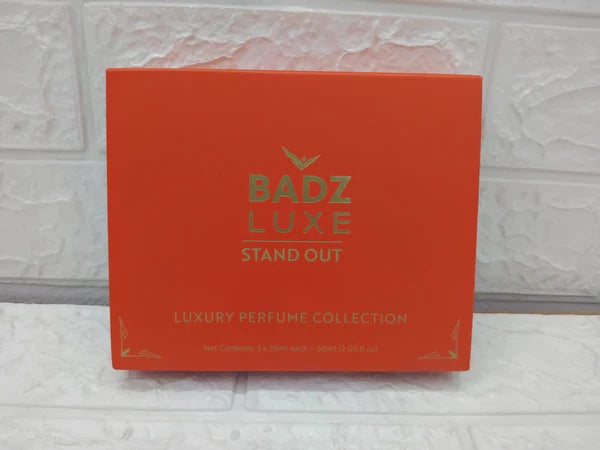 BADZ
LUXE
STAND OUT
LUXURY PERFUME COLLECTION
Net Contents: 3 x 20ml each = 60ml (2.04 fl oz)